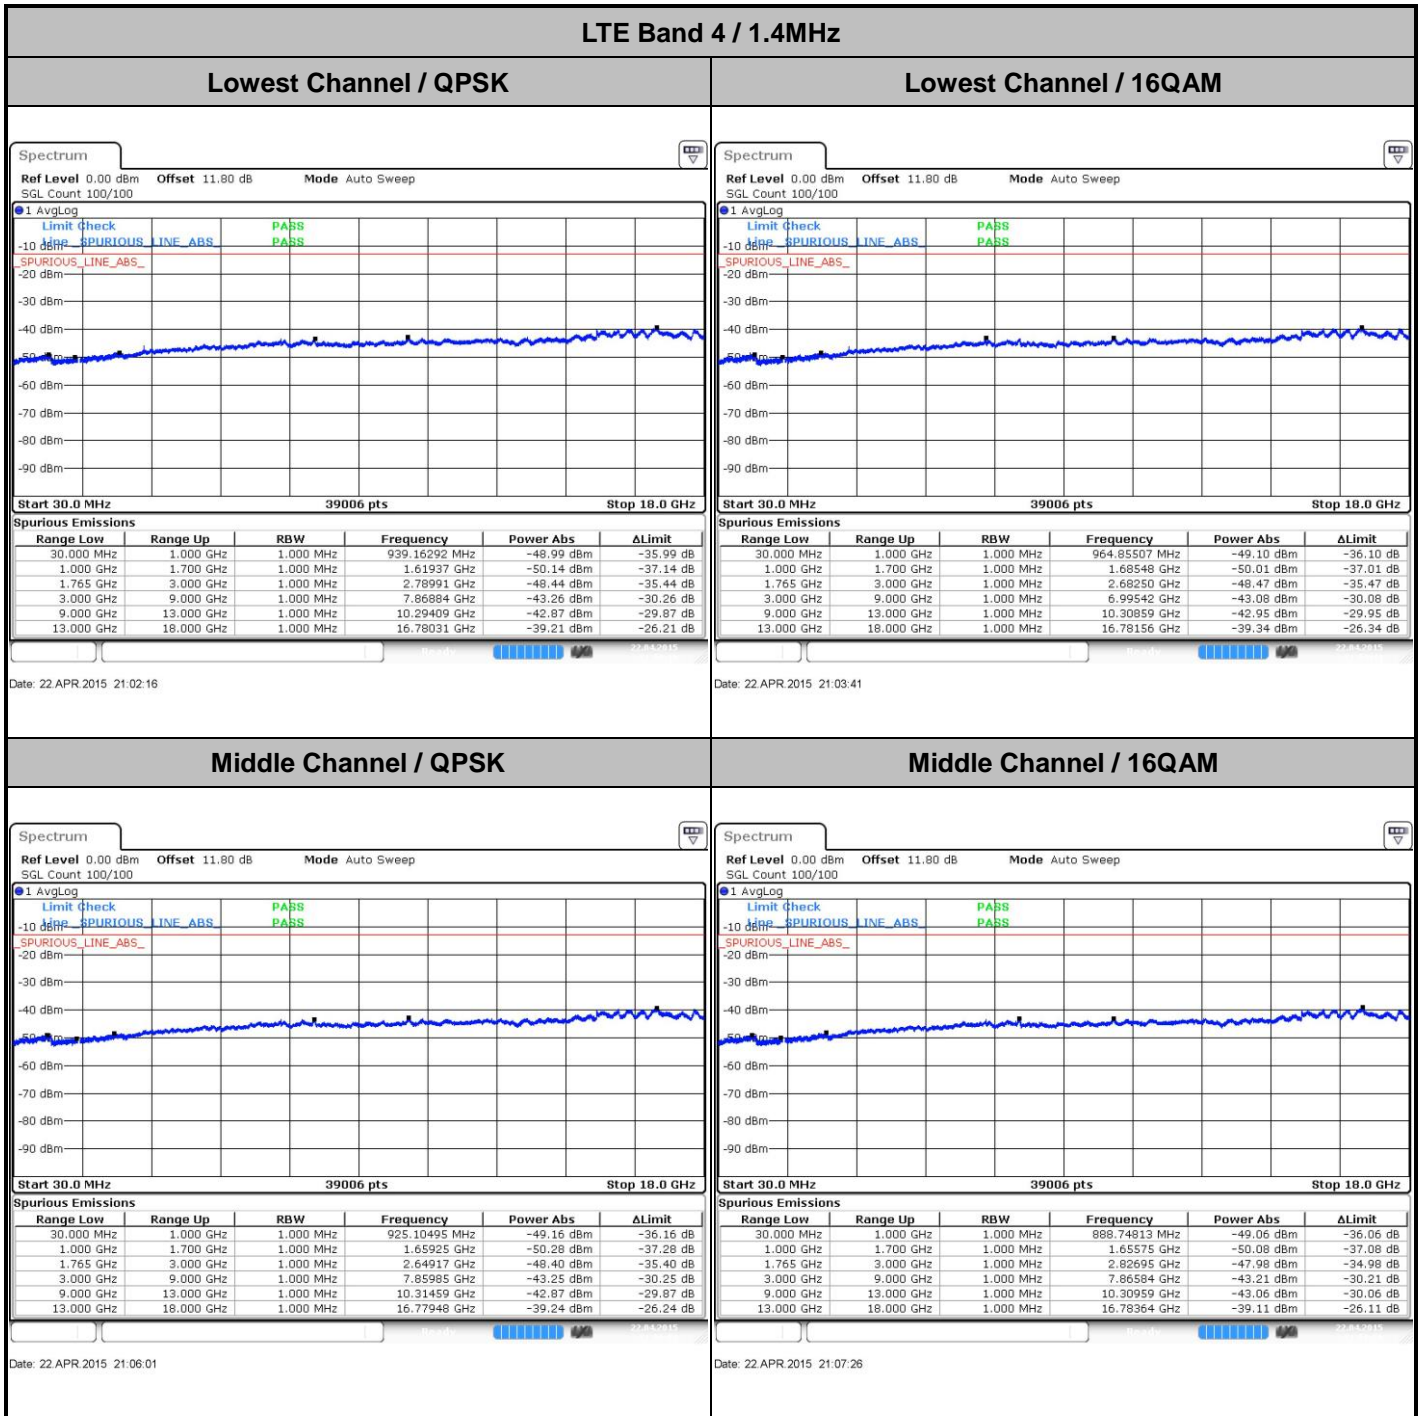 LTE Band 4 / 1.4MHz
Lowest Channel / QPSK
Lowest Channel / 16QAM
Spectrum
Ref Level 0.00 dBm Offset 11.80 dB Mode Auto Sweep
SGL Count 100/100
1 AvgLog
Limit Check PASS
Line _SPURIOUS_LINE_ABS_ PASS
-10 dBm
_SPURIOUS_LINE_ABS_
-20 dBm
-30 dBm
-40 dBm
-50 dBm
-60 dBm
-70 dBm
-80 dBm
-90 dBm
Start 30.0 MHz 39006 pts Stop 18.0 GHz
Spurious Emissions
Range Low Range Up RBW Frequency Power Abs ΔLimit
30.000 MHz 1.000 GHz 1.000 MHz 939.16292 MHz -48.99 dBm -35.99 dB
1.000 GHz 1.700 GHz 1.000 MHz 1.61937 GHz -50.14 dBm -37.14 dB
1.765 GHz 3.000 GHz 1.000 MHz 2.78991 GHz -48.44 dBm -35.44 dB
3.000 GHz 9.000 GHz 1.000 MHz 7.86884 GHz -43.26 dBm -30.26 dB
9.000 GHz 13.000 GHz 1.000 MHz 10.29409 GHz -42.87 dBm -29.87 dB
13.000 GHz 18.000 GHz 1.000 MHz 16.78031 GHz -39.21 dBm -26.21 dB
Ready 22.04.2015
Date: 22.APR.2015 21:02:16
Spectrum
Ref Level 0.00 dBm Offset 11.80 dB Mode Auto Sweep
SGL Count 100/100
1 AvgLog
Limit Check PASS
Line _SPURIOUS_LINE_ABS_ PASS
-10 dBm
_SPURIOUS_LINE_ABS_
-20 dBm
-30 dBm
-40 dBm
-50 dBm
-60 dBm
-70 dBm
-80 dBm
-90 dBm
Start 30.0 MHz 39006 pts Stop 18.0 GHz
Spurious Emissions
Range Low Range Up RBW Frequency Power Abs ΔLimit
30.000 MHz 1.000 GHz 1.000 MHz 964.85507 MHz -49.10 dBm -36.10 dB
1.000 GHz 1.700 GHz 1.000 MHz 1.68548 GHz -50.01 dBm -37.01 dB
1.765 GHz 3.000 GHz 1.000 MHz 2.68250 GHz -48.47 dBm -35.47 dB
3.000 GHz 9.000 GHz 1.000 MHz 6.99542 GHz -43.08 dBm -30.08 dB
9.000 GHz 13.000 GHz 1.000 MHz 10.30859 GHz -42.95 dBm -29.95 dB
13.000 GHz 18.000 GHz 1.000 MHz 16.78156 GHz -39.34 dBm -26.34 dB
Ready 22.04.2015
Date: 22.APR.2015 21:03:41
Middle Channel / QPSK
Middle Channel / 16QAM
Spectrum
Ref Level 0.00 dBm Offset 11.80 dB Mode Auto Sweep
SGL Count 100/100
1 AvgLog
Limit Check PASS
Line _SPURIOUS_LINE_ABS_ PASS
-10 dBm
_SPURIOUS_LINE_ABS_
-20 dBm
-30 dBm
-40 dBm
-50 dBm
-60 dBm
-70 dBm
-80 dBm
-90 dBm
Start 30.0 MHz 39006 pts Stop 18.0 GHz
Spurious Emissions
Range Low Range Up RBW Frequency Power Abs ΔLimit
30.000 MHz 1.000 GHz 1.000 MHz 925.10495 MHz -49.16 dBm -36.16 dB
1.000 GHz 1.700 GHz 1.000 MHz 1.65925 GHz -50.28 dBm -37.28 dB
1.765 GHz 3.000 GHz 1.000 MHz 2.64917 GHz -48.40 dBm -35.40 dB
3.000 GHz 9.000 GHz 1.000 MHz 7.85985 GHz -43.25 dBm -30.25 dB
9.000 GHz 13.000 GHz 1.000 MHz 10.31459 GHz -42.87 dBm -29.87 dB
13.000 GHz 18.000 GHz 1.000 MHz 16.77948 GHz -39.24 dBm -26.24 dB
Ready 22.04.2015
Date: 22.APR.2015 21:06:01
Spectrum
Ref Level 0.00 dBm Offset 11.80 dB Mode Auto Sweep
SGL Count 100/100
1 AvgLog
Limit Check PASS
Line _SPURIOUS_LINE_ABS_ PASS
-10 dBm
_SPURIOUS_LINE_ABS_
-20 dBm
-30 dBm
-40 dBm
-50 dBm
-60 dBm
-70 dBm
-80 dBm
-90 dBm
Start 30.0 MHz 39006 pts Stop 18.0 GHz
Spurious Emissions
Range Low Range Up RBW Frequency Power Abs ΔLimit
30.000 MHz 1.000 GHz 1.000 MHz 888.74813 MHz -49.06 dBm -36.06 dB
1.000 GHz 1.700 GHz 1.000 MHz 1.65575 GHz -50.08 dBm -37.08 dB
1.765 GHz 3.000 GHz 1.000 MHz 2.82695 GHz -47.98 dBm -34.98 dB
3.000 GHz 9.000 GHz 1.000 MHz 7.86584 GHz -43.21 dBm -30.21 dB
9.000 GHz 13.000 GHz 1.000 MHz 10.30959 GHz -43.06 dBm -30.06 dB
13.000 GHz 18.000 GHz 1.000 MHz 16.78364 GHz -39.11 dBm -26.11 dB
Ready 22.04.2015
Date: 22.APR.2015 21:07:26